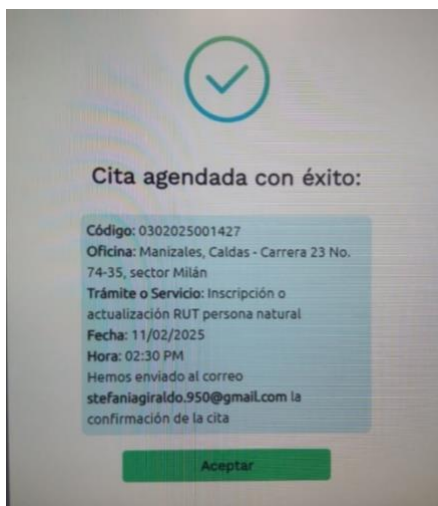 Cita agendada con éxito:
Código: 0302025001427
Oficina: Manizales, Caldas - Carrera 23 No.
74-35, sector Milán
Trámite o Servicio: Inscripción o
actualización RUT persona natural
Fecha: 11/02/2025
Hora: 02:30 PM
Hemos enviado al correo
stefaniagiraldo.950@gmail.com la
confirmación de la cita
Aceptar